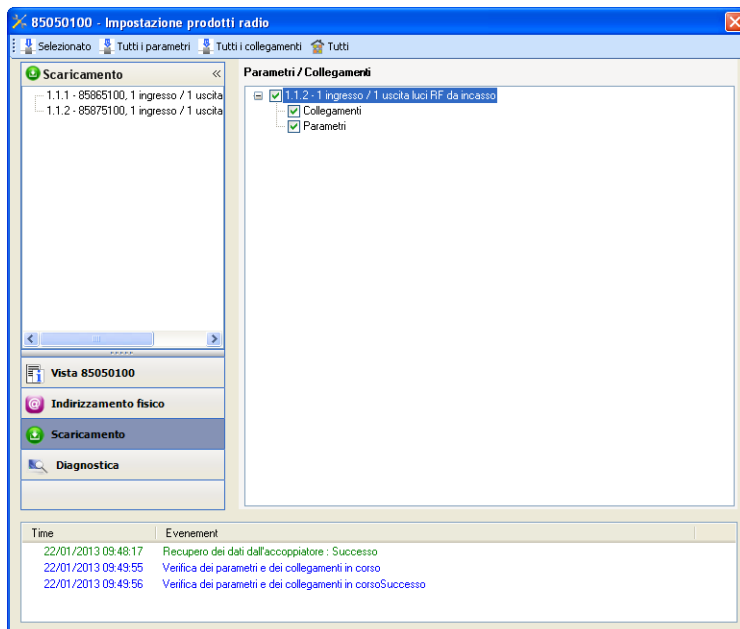 85050100 - Impostazione prodotti radio
Selezionato Tutti i parametri Tutti i collegamenti Tutti
Scaricamento «
1.1.1 - 85865100, 1 ingresso / 1 uscita
1.1.2 - 85875100, 1 ingresso / 1 uscita
Vista 85050100
Indirizzamento fisico
Scaricamento
Diagnostica
Parametri / Collegamenti
1.1.2 - 1 ingresso / 1 uscita luci RF da incasso
Collegamenti
Parametri
Time Evenement
22/01/2013 09:48:17 Recupero dei dati dall'accoppiatore : Successo
22/01/2013 09:49:55 Verifica dei parametri e dei collegamenti in corso
22/01/2013 09:49:56 Verifica dei parametri e dei collegamenti in corsoSuccesso